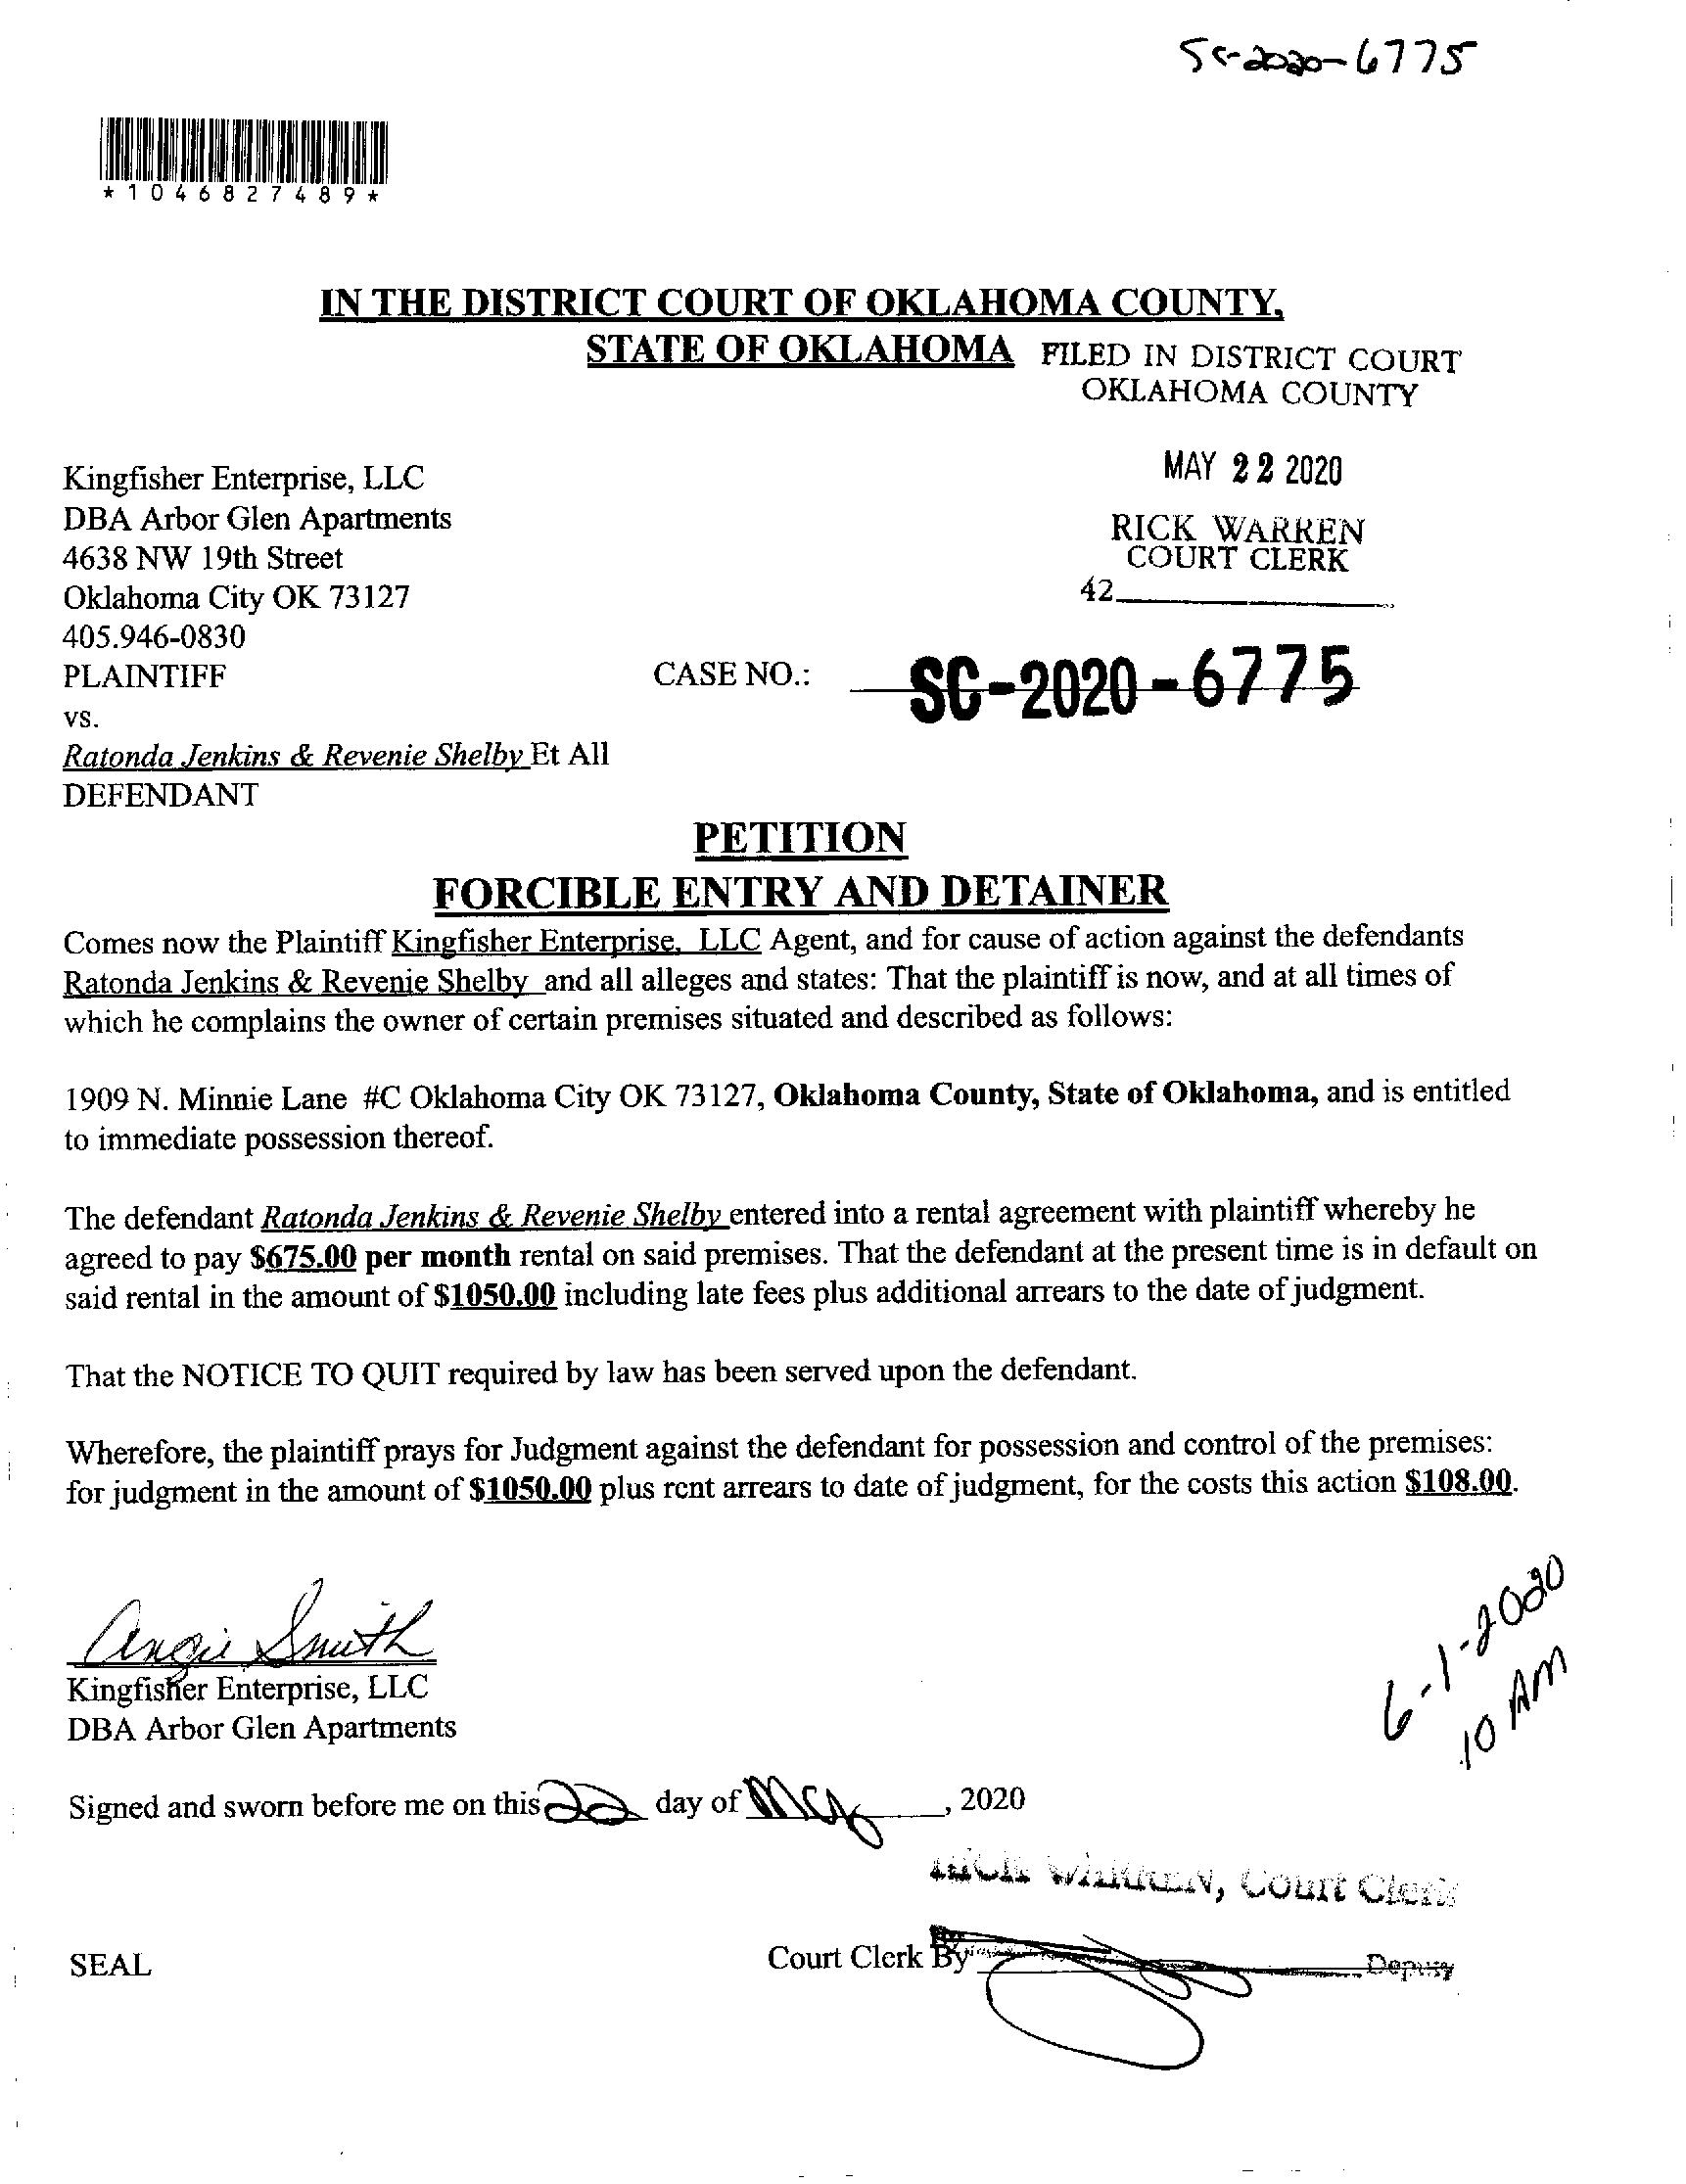 SC-2020-6775
*1046827489*
IN THE DISTRICT COURT OF OKLAHOMA COUNTY,
STATE OF OKLAHOMA
FILED IN DISTRICT COURT
OKLAHOMA COUNTY
MAY 22 2020
RICK WARREN
COURT CLERK
42
Kingfisher Enterprise, LLC
DBA Arbor Glen Apartments
4638 NW 19th Street
Oklahoma City OK 73127
405.946-0830
PLAINTIFF
CASE NO.: SC-2020-6775
vs.
Ratonda Jenkins & Revenie Shelby Et All
DEFENDANT
PETITION
FORCIBLE ENTRY AND DETAINER
Comes now the Plaintiff Kingfisher Enterprise, LLC Agent, and for cause of action against the defendants
Ratonda Jenkins & Revenie Shelby and all alleges and states: That the plaintiff is now, and at all times of
which he complains the owner of certain premises situated and described as follows:
1909 N. Minnie Lane #C Oklahoma City OK 73127, Oklahoma County, State of Oklahoma, and is entitled
to immediate possession thereof.
The defendant Ratonda Jenkins & Revenie Shelby entered into a rental agreement with plaintiff whereby he
agreed to pay $675.00 per month rental on said premises. That the defendant at the present time is in default on
said rental in the amount of $1050.00 including late fees plus additional arrears to the date of judgment.
That the NOTICE TO QUIT required by law has been served upon the defendant.
Wherefore, the plaintiff prays for Judgment against the defendant for possession and control of the premises:
for judgment in the amount of $1050.00 plus rent arrears to date of judgment, for the costs this action $108.00.
Angie Smith
Kingfisher Enterprise, LLC
DBA Arbor Glen Apartments
6-1-2020
10 AM
Signed and sworn before me on this 22 day of May, 2020
RICK WARREN, Court Clerk
SEAL
Court Clerk By Deputy